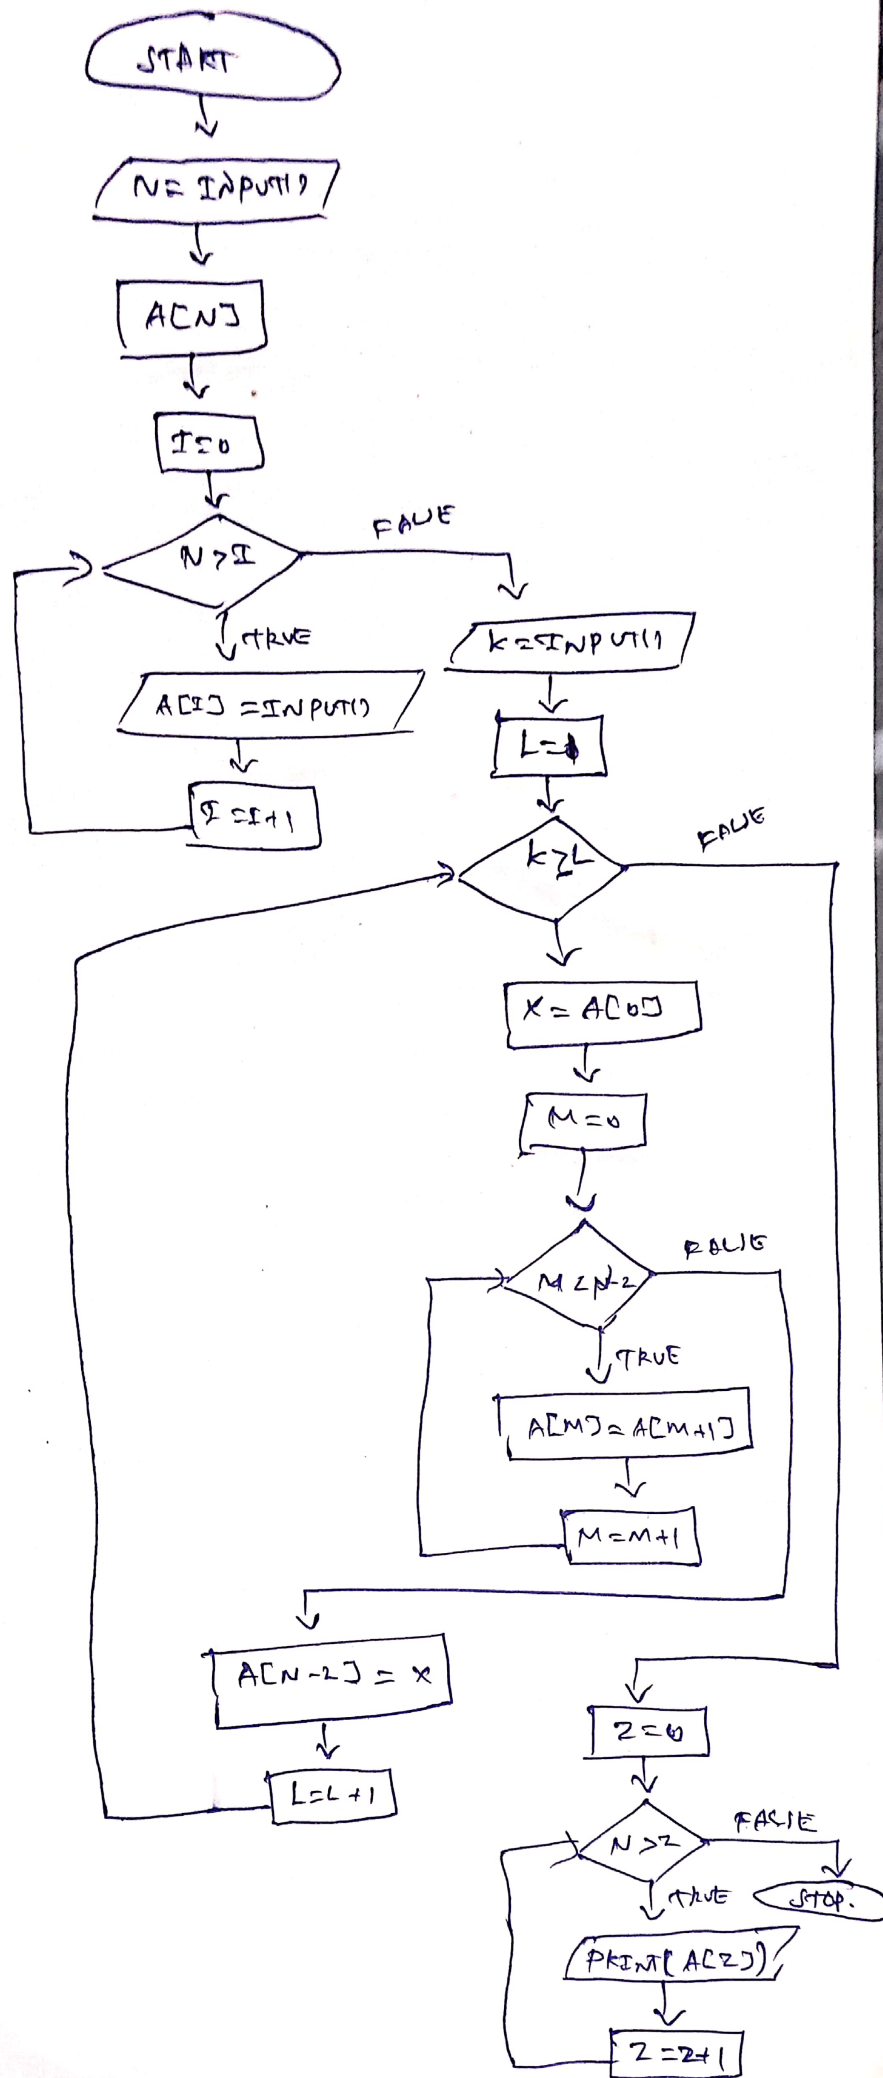 START
N= INPUT()
A[N]
I=0
N>I
FALSE
TRUE
A[I] =INPUT()
I =I+1
K=INPUT()
L=1
K≥L
FALSE
X= A[0]
M=0
M<N-2
FALSE
TRUE
A[M]=A[M+1]
M=M+1
A[N-2] = X
L=L+1
Z=0
N>Z
FALSE
STOP.
TRUE
PRINT(A[Z])
Z=Z+1